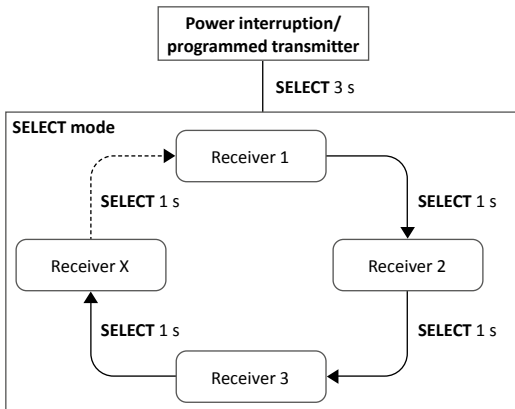 Power interruption/
programmed transmitter
SELECT 3 s
SELECT mode
Receiver 1
SELECT 1 s
SELECT 1 s
Receiver X
Receiver 2
SELECT 1 s
SELECT 1 s
Receiver 3